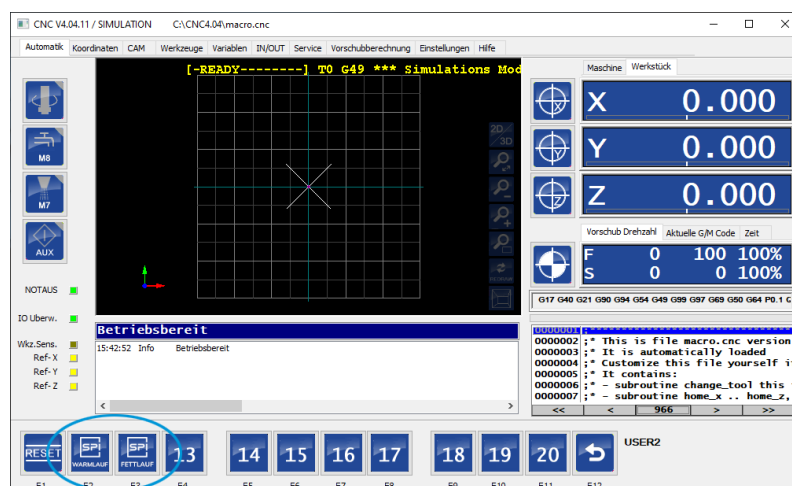 CNC V4.04.11 / SIMULATION C:\CNC4.04\macro.cnc
Automatik Koordinaten CAM Werkzeuge Variablen IN/OUT Service Vorschubberechnung Einstellungen Hilfe
[-READY--------] T0 G49 *** Simulations Mod
Maschine Werkstück
X 0.000
Y 0.000
Z 0.000
2D/3D
M8
M7
AUX
Vorschub Drehzahl Aktuelle G/M Code Zeit
F 0 100 100%
S 0 0 100%
G17 G40 G21 G90 G94 G54 G49 G99 G97 G69 G50 G64 P0.1
NOTAUS
IO Uberw.
Wkz.Sens.
Ref-X
Ref-Y
Ref-Z
Betriebsbereit
15:42:52 Info Betriebsbereit
0000001;
0000002;* This is file macro.cnc version
0000003;* It is automatically loaded
0000004;* Customize this file yourself i
0000005;* It contains:
0000006;* - subroutine change_tool this
0000007;* - subroutine home_x .. home_z,
<< < 966 > >>
RESET SP! WARMLAUF SP! FETTLAUF 13 14 15 16 17 18 19 20 USER2
F1 F2 F3 F4 F5 F6 F7 F8 F9 F10 F11 F12